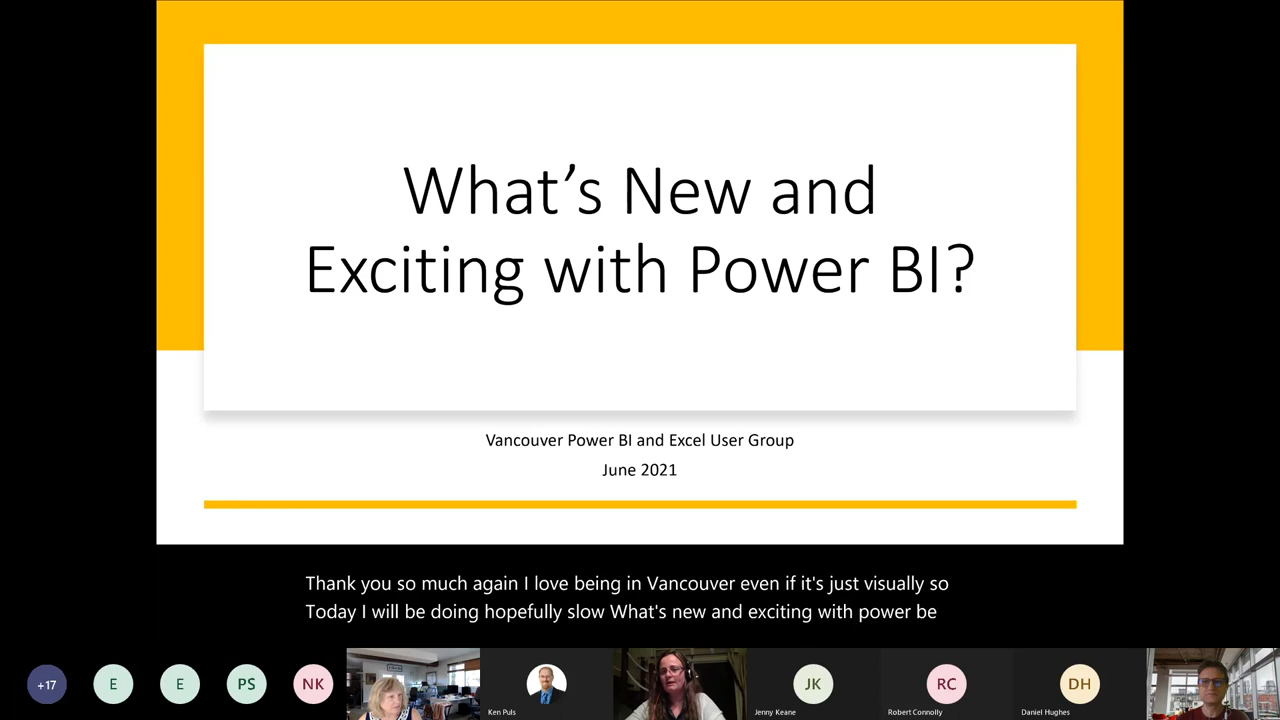 What’s New and
Exciting with Power BI?
Vancouver Power BI and Excel User Group
June 2021
Thank you so much again I love being in Vancouver even if it's just visually so
Today I will be doing hopefully slow What's new and exciting with power be
+17
E
E
PS
NK
Ken Puls
JK
Jenny Keane
RC
Robert Connolly
DH
Daniel Hughes